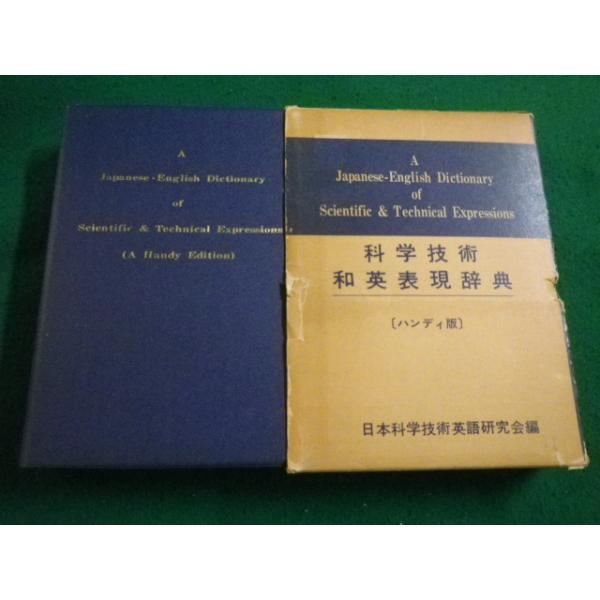 A
Japanese-English Dictionary
of
Scientific & Technical Expressions
(A Handy Edition)
A
Japanese-English Dictionary
of
Scientific & Technical Expressions
科学技術
和英表現辞典
〔ハンディ版〕
日本科学技術英語研究会編